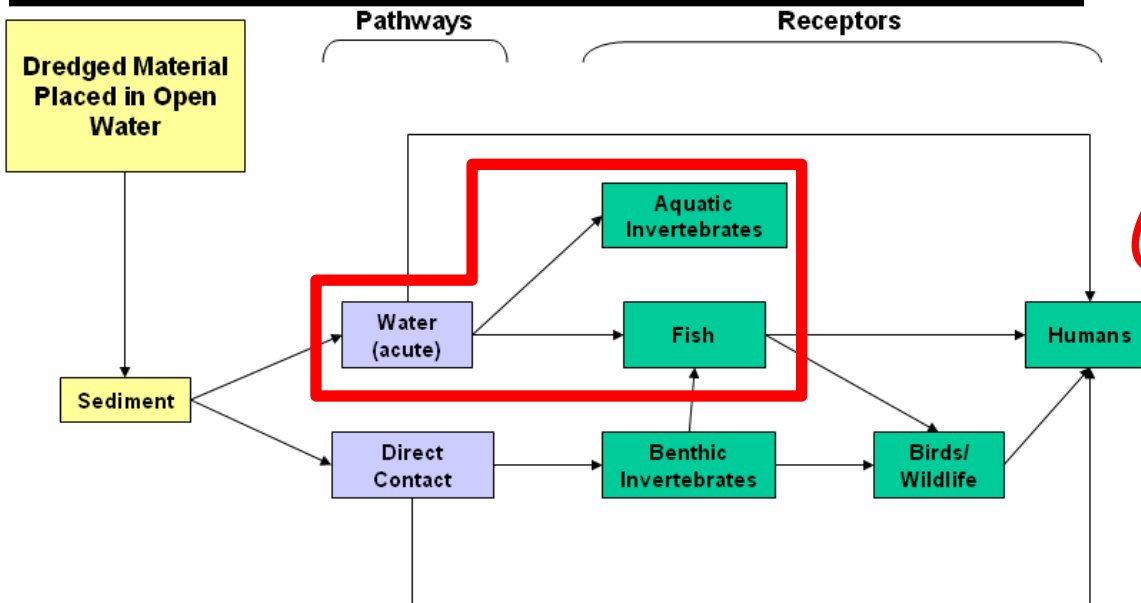 Pathways
Receptors
Dredged Material
Placed in Open
Water
Aquatic
Invertebrates
Water
(acute)
Fish
Humans
Sediment
Direct
Contact
Benthic
Invertebrates
Birds/
Wildlife